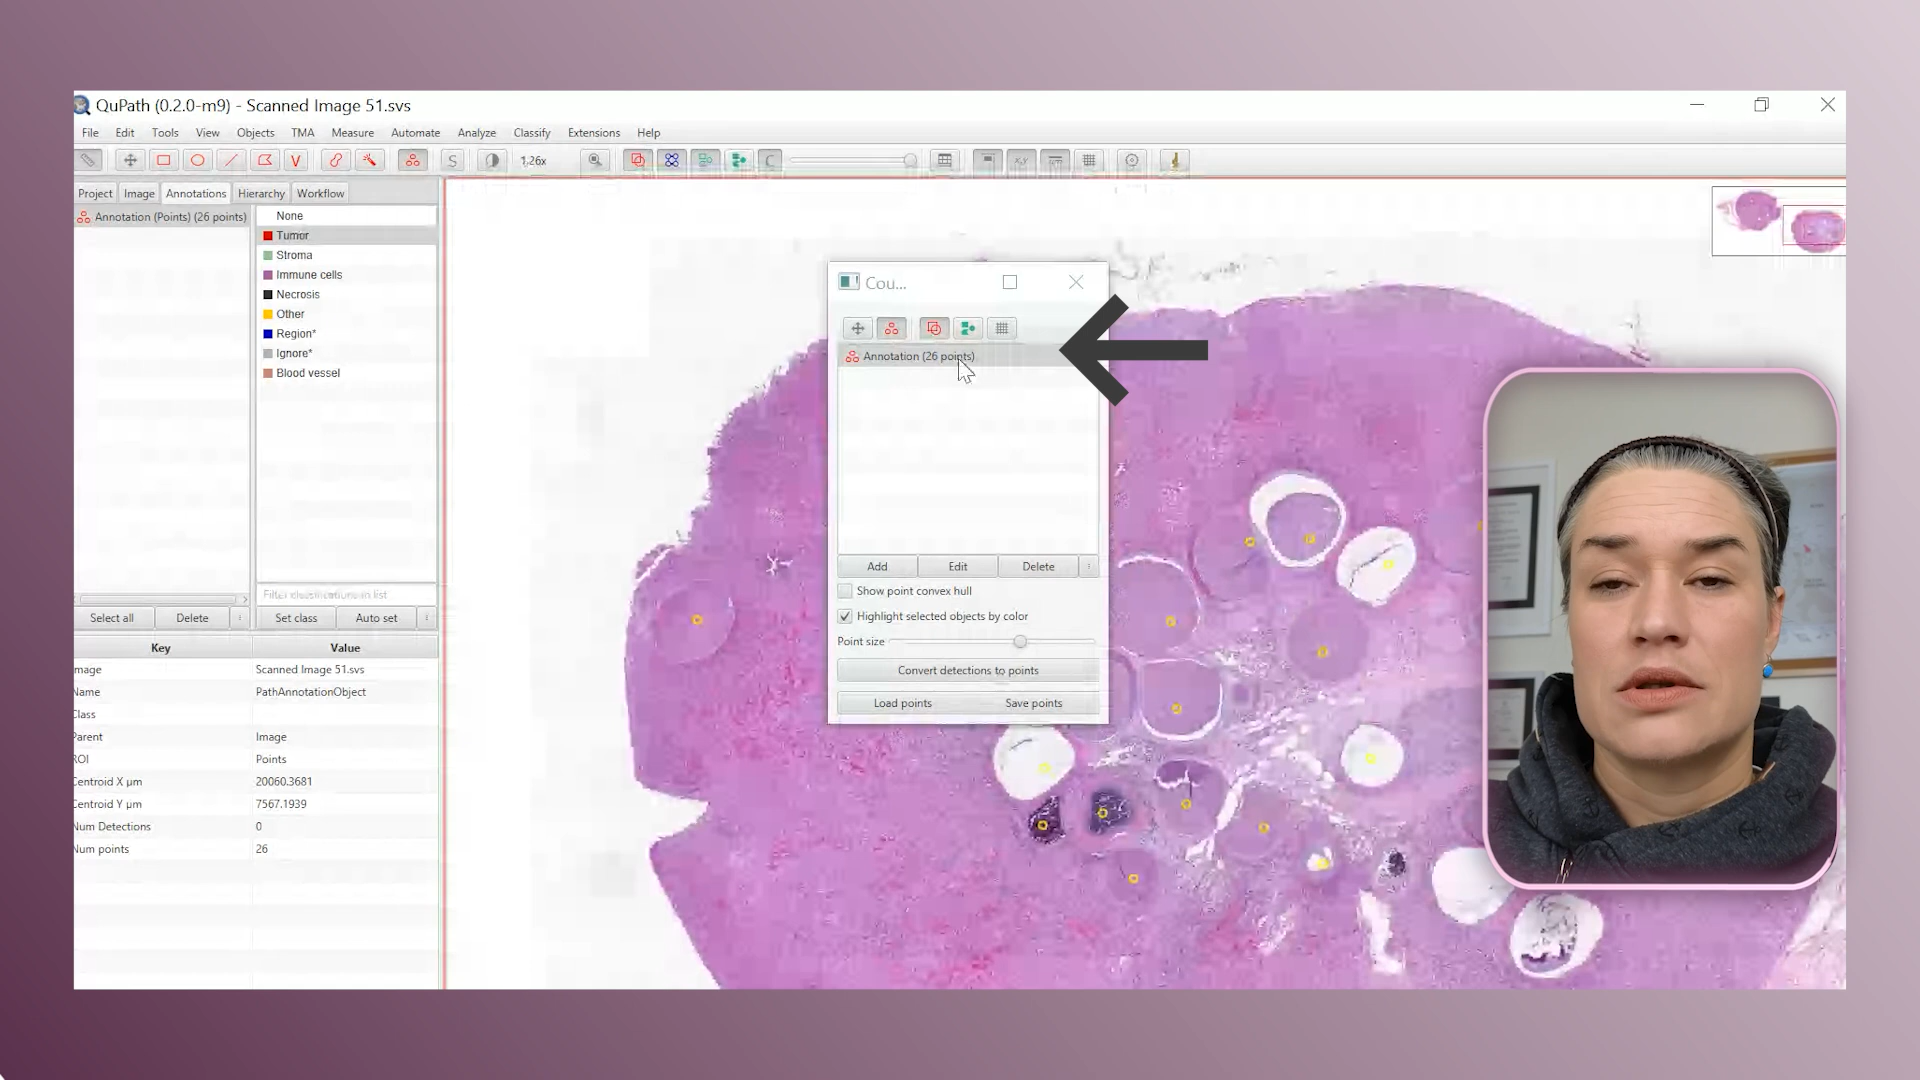 QuPath (0.2.0-m9) - Scanned Image 51.svs
File Edit Tools View Objects TMA Measure Automate Analyze Classify Extensions Help
V S 1.26x C
Project Image Annotations Hierarchy Workflow
Annotation (Points) (26 points)
None
Tumor
Stroma
Immune cells
Necrosis
Other
Region*
Ignore*
Blood vessel
Filter classifications in list
Select all Delete Set class Auto set
Key Value
mage Scanned Image 51.svs
Name PathAnnotationObject
Class
Parent Image
ROI Points
Centroid X µm 20060.3681
Centroid Y µm 7567.1939
Num Detections 0
Num points 26
Cou...
Annotation (26 points)
Add Edit Delete
Show point convex hull
Highlight selected objects by color
Point size
Convert detections to points
Load points Save points